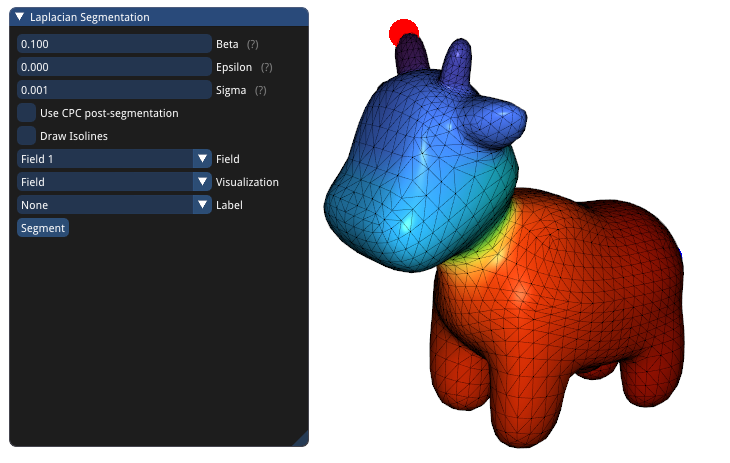 Laplacian Segmentation
0.100 Beta (?)
0.000 Epsilon (?)
0.001 Sigma (?)
Use CPC post-segmentation
Draw Isolines
Field 1 Field
Field Visualization
None Label
Segment